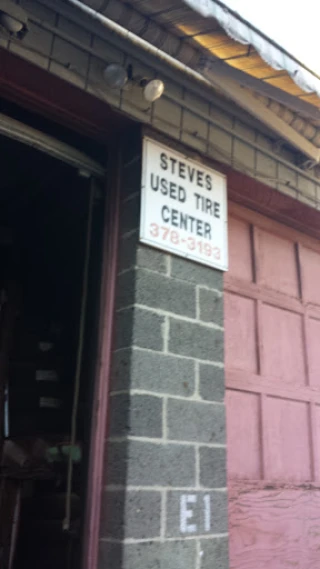 STEVES
USED TIRE
CENTER
378-3193
E1